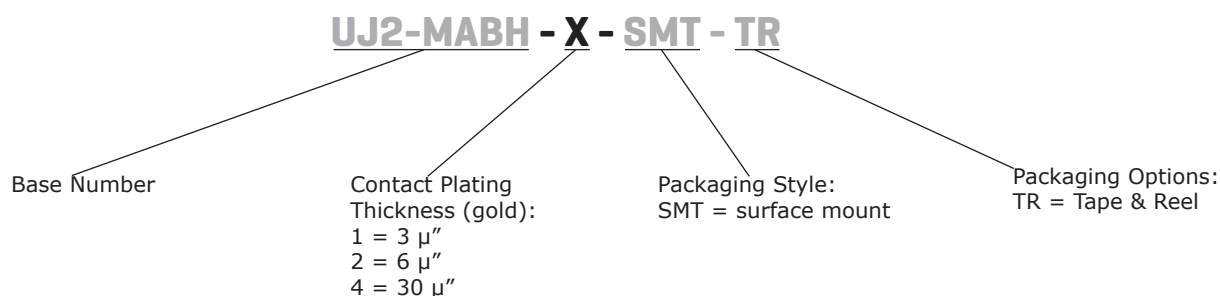 UJ2-MABH - X - SMT - TR
Base Number
Contact Plating
Thickness (gold):
1 = 3 µ”
2 = 6 µ”
4 = 30 µ”
Packaging Style:
SMT = surface mount
Packaging Options:
TR = Tape & Reel